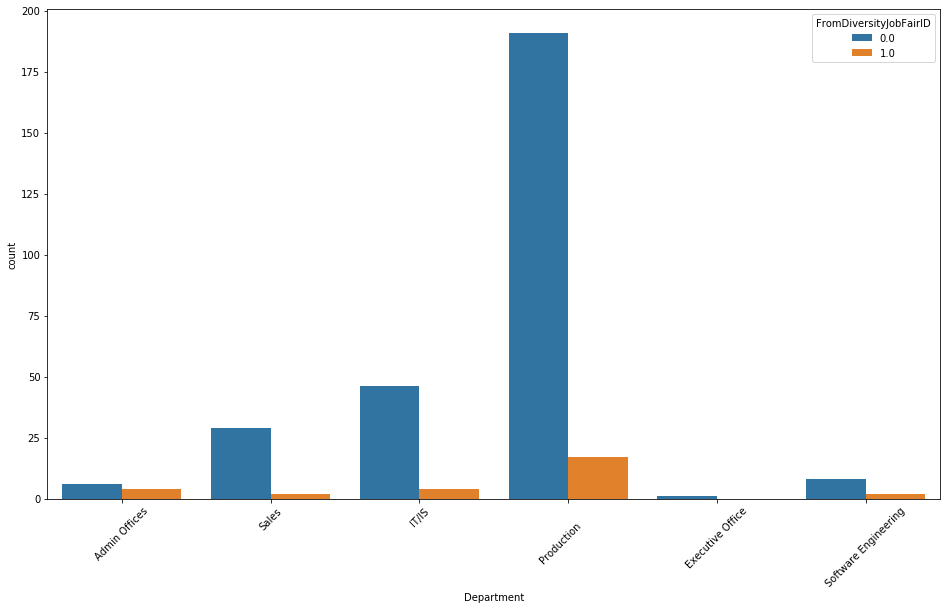 200
175
150
125
100
75
50
25
0
count
FromDiversityJobFairID
0.0
1.0
Admin Offices
Sales
IT/IS
Production
Executive Office
Software Engineering
Department